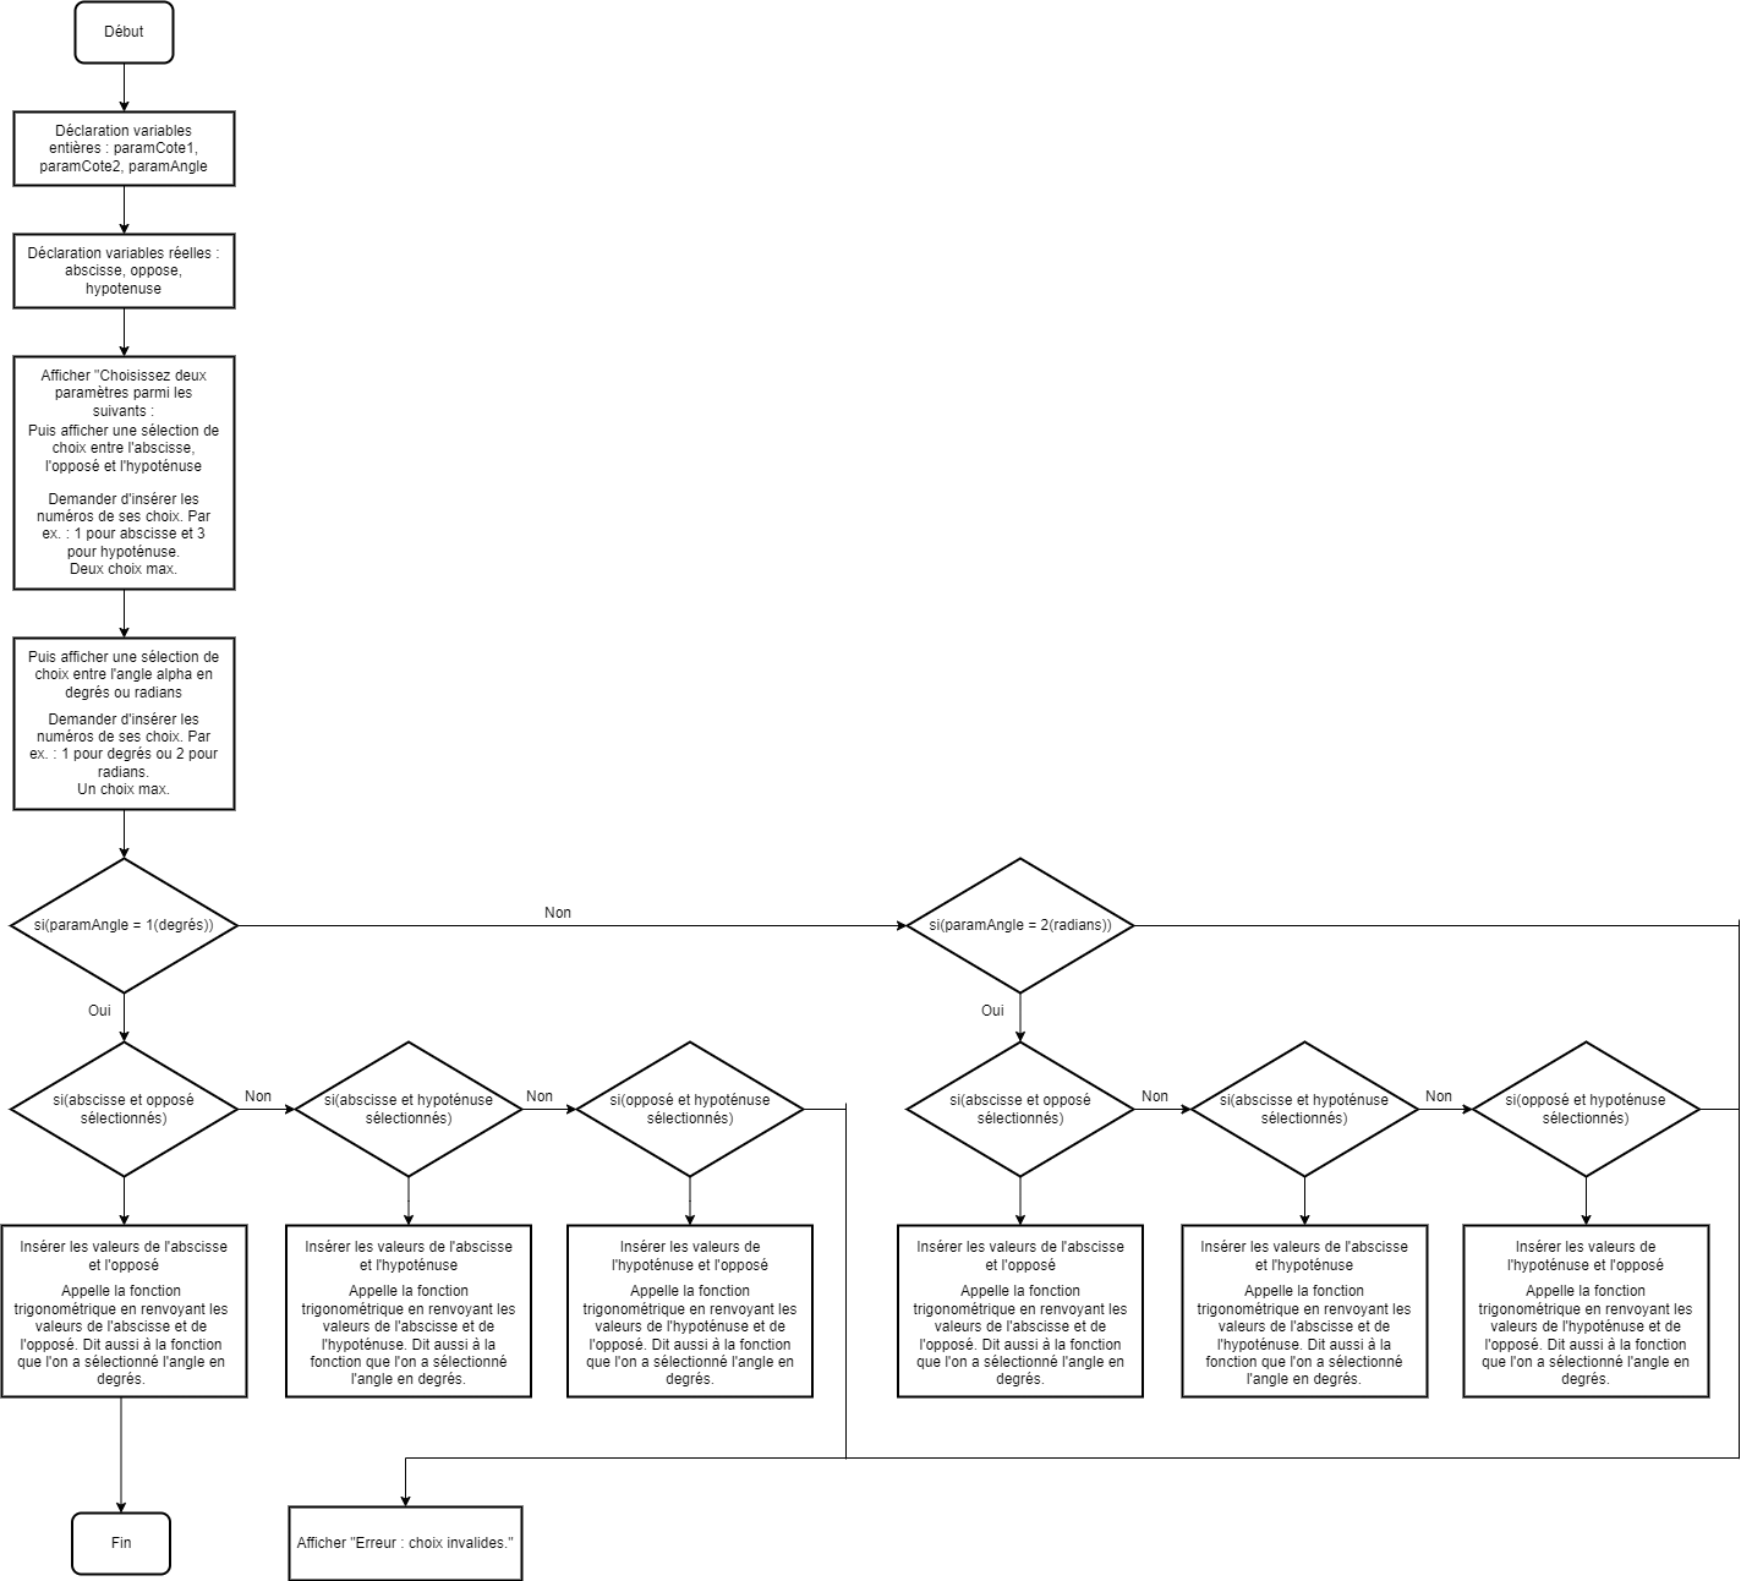 Début
Déclaration variables
entières : paramCote1,
paramCote2, paramAngle
Déclaration variables réelles :
abscisse, oppose,
hypotenuse
Afficher "Choisissez deux
paramètres parmi les
suivants :
Puis afficher une sélection de
choix entre l'abscisse,
l'opposé et l'hypoténuse
Demander d'insérer les
numéros de ses choix. Par
ex. : 1 pour abscisse et 3
pour hypoténuse.
Deux choix max.
Puis afficher une sélection de
choix entre l'angle alpha en
degrés ou radians
Demander d'insérer les
numéros de ses choix. Par
ex. : 1 pour degrés ou 2 pour
radians.
Un choix max.
si(paramAngle = 1(degrés))
Non
si(paramAngle = 2(radians))
Oui
Oui
si(abscisse et opposé
sélectionnés)
Non
si(abscisse et hypoténuse
sélectionnés)
Non
si(opposé et hypoténuse
sélectionnés)
si(abscisse et opposé
sélectionnés)
Non
si(abscisse et hypoténuse
sélectionnés)
Non
si(opposé et hypoténuse
sélectionnés)
Insérer les valeurs de l'abscisse
et l'opposé
Appelle la fonction
trigonométrique en renvoyant les
valeurs de l'abscisse et de
l'opposé. Dit aussi à la fonction
que l'on a sélectionné l'angle en
degrés.
Insérer les valeurs de l'abscisse
et l'hypoténuse
Appelle la fonction
trigonométrique en renvoyant les
valeurs de l'abscisse et de
l'hypoténuse. Dit aussi à la
fonction que l'on a sélectionné
l'angle en degrés.
Insérer les valeurs de
l'hypoténuse et l'opposé
Appelle la fonction
trigonométrique en renvoyant les
valeurs de l'hypoténuse et de
l'opposé. Dit aussi à la fonction
que l'on a sélectionné l'angle en
degrés.
Insérer les valeurs de l'abscisse
et l'opposé
Appelle la fonction
trigonométrique en renvoyant les
valeurs de l'abscisse et de
l'opposé. Dit aussi à la fonction
que l'on a sélectionné l'angle en
degrés.
Insérer les valeurs de l'abscisse
et l'hypoténuse
Appelle la fonction
trigonométrique en renvoyant les
valeurs de l'abscisse et de
l'hypoténuse. Dit aussi à la
fonction que l'on a sélectionné
l'angle en degrés.
Insérer les valeurs de
l'hypoténuse et l'opposé
Appelle la fonction
trigonométrique en renvoyant les
valeurs de l'hypoténuse et de
l'opposé. Dit aussi à la fonction
que l'on a sélectionné l'angle en
degrés.
Fin
Afficher "Erreur : choix invalides."